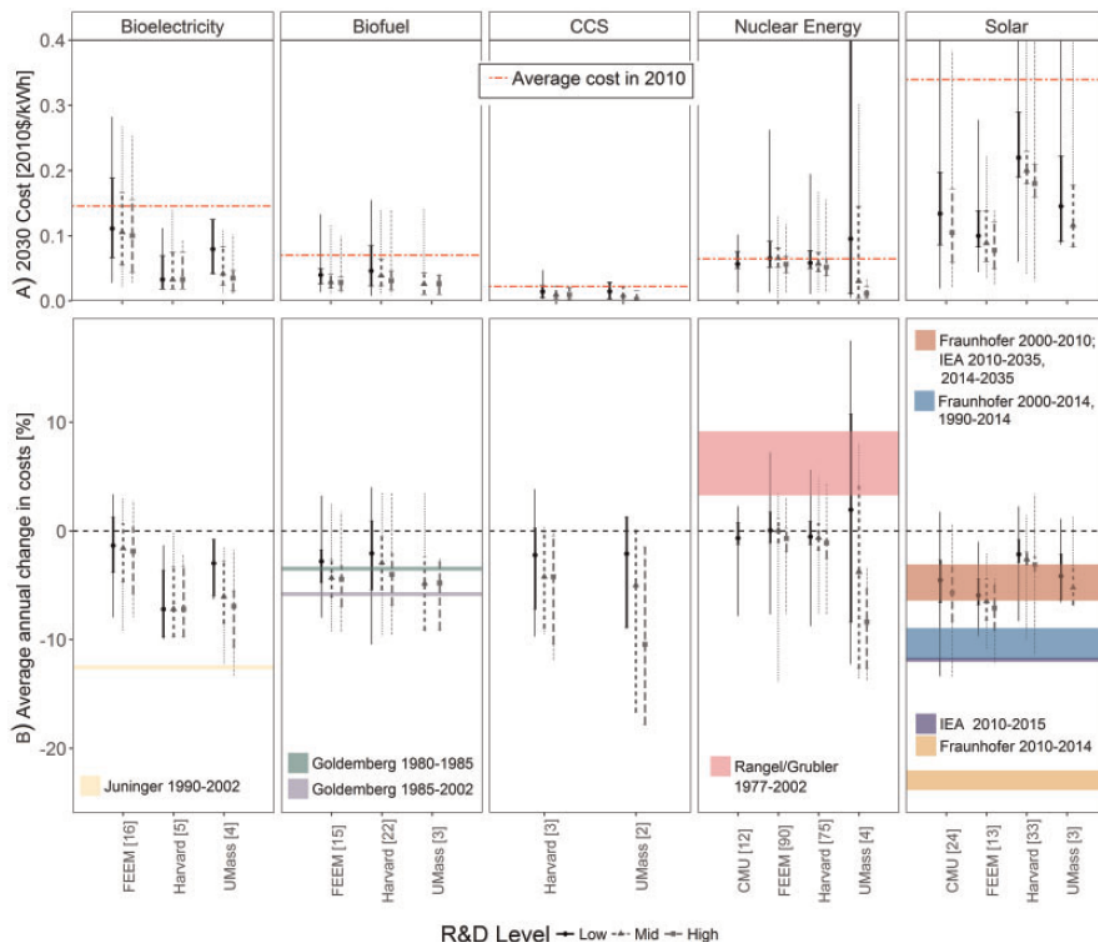 Bioelectricity
Biofuel
CCS
Nuclear Energy
Solar
A) 2030 Cost [2010$/kWh]
0.4
0.3
0.2
0.1
0.0
Average cost in 2010
B) Average annual change in costs [%]
10
0
-10
-20
Juninger 1990-2002
Goldemberg 1980-1985
Goldemberg 1985-2002
Rangel/Grubler
1977-2002
Fraunhofer 2000-2010;
IEA 2010-2035,
2014-2035
Fraunhofer 2000-2014,
1990-2014
IEA 2010-2015
Fraunhofer 2010-2014
FEEM [16]
Harvard [5]
UMass [4]
FEEM [15]
Harvard [22]
UMass [3]
Harvard [3]
UMass [2]
CMU [12]
FEEM [90]
Harvard [75]
UMass [4]
CMU [24]
FEEM [13]
Harvard [33]
UMass [3]
R&D Level Low Mid High